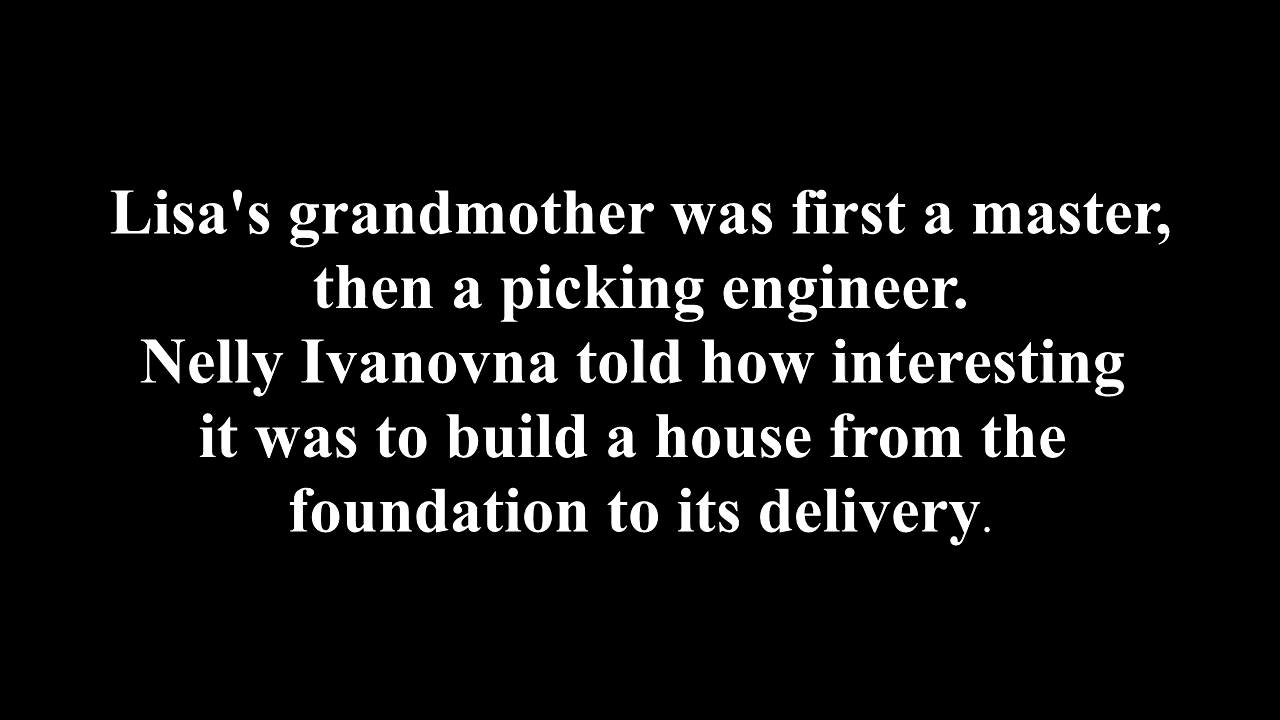 Lisa's grandmother was first a master,
then a picking engineer.
Nelly Ivanovna told how interesting
it was to build a house from the
foundation to its delivery.